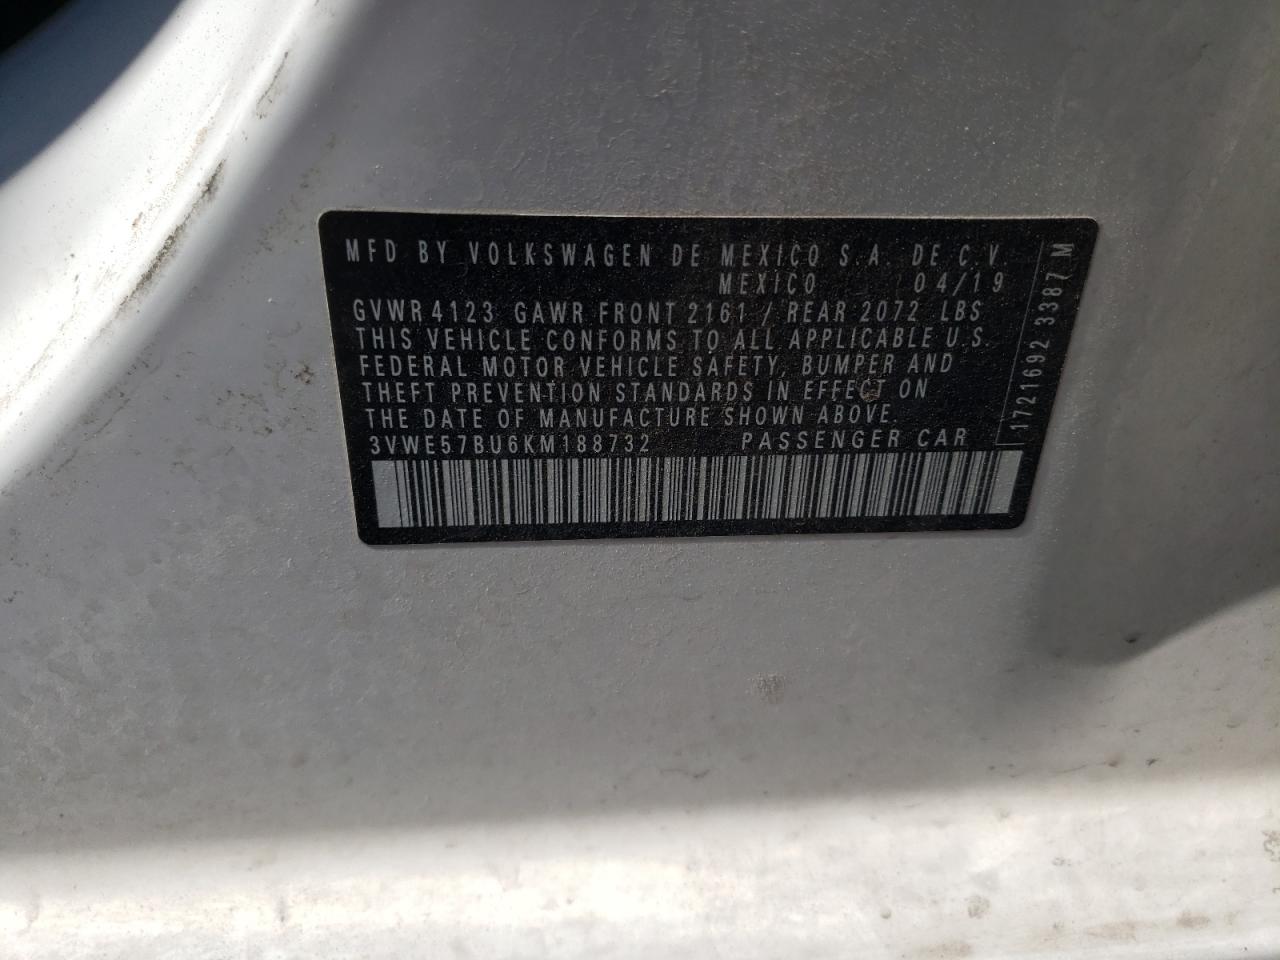 MFD BY VOLKSWAGEN DE MEXICO S.A. DE C.V.
MEXICO 04/19
GVWR 4123 GAWR FRONT 2161 / REAR 2072 LBS
THIS VEHICLE CONFORMS TO ALL APPLICABLE U.S.
FEDERAL MOTOR VEHICLE SAFETY, BUMPER AND
THEFT PREVENTION STANDARDS IN EFFECT ON
THE DATE OF MANUFACTURE SHOWN ABOVE.
3VWE57BU6KM188732 PASSENGER CAR
1721692 3387 M